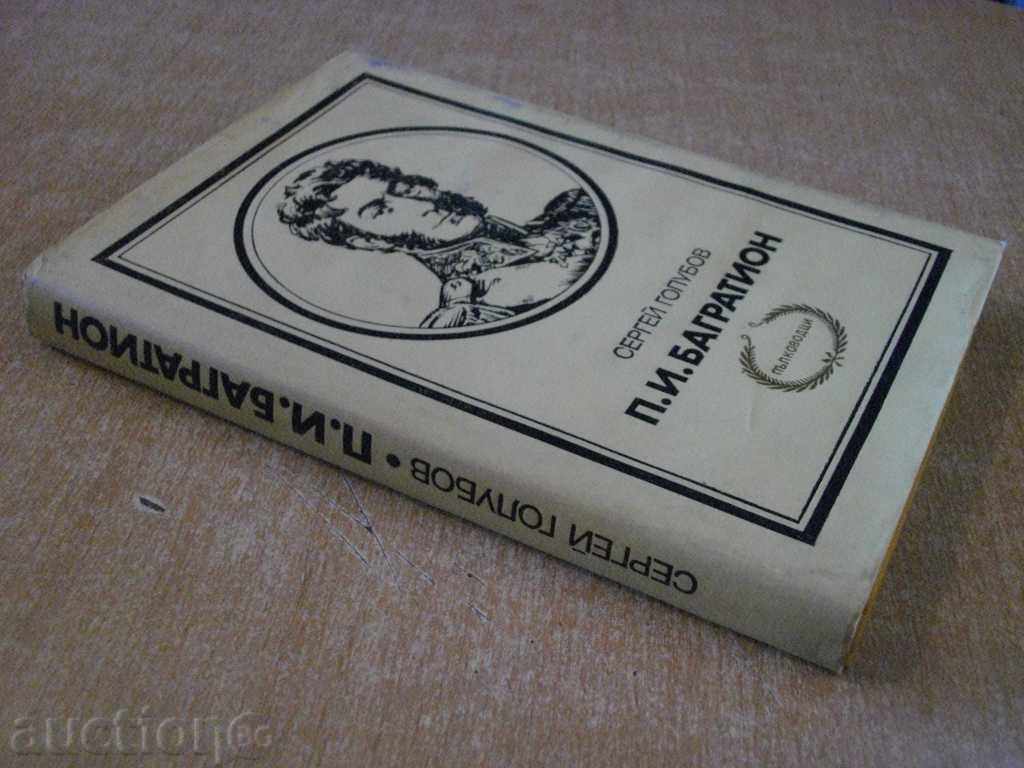 СЕРГЕЙ ГОЛУБОВ
П.И.БАГРАТИОН
ПЪЛКОВОДЦИ
СЕРГЕЙ ГОЛУБОВ • П.И.БАГРАТИОН
auction.bg